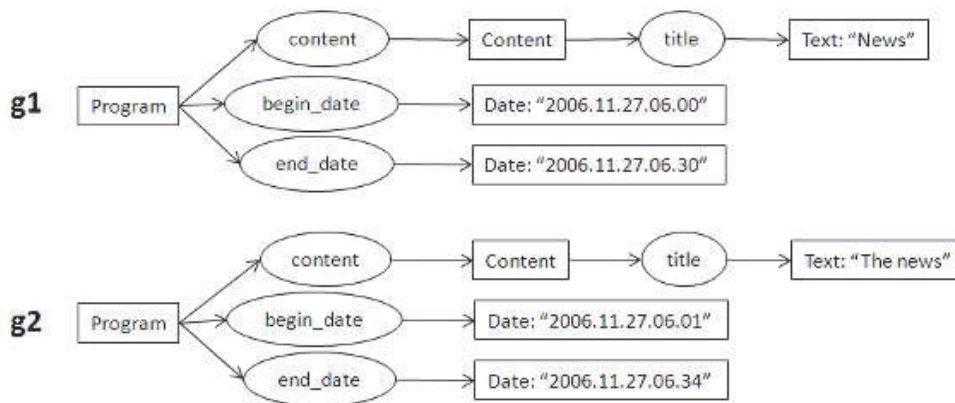 content Content title Text: “News”
g1 Program begin_date Date: “2006.11.27.06.00”
end_date Date: “2006.11.27.06.30”
content Content title Text: “The news”
g2 Program begin_date Date: “2006.11.27.06.01”
end_date Date: “2006.11.27.06.34”